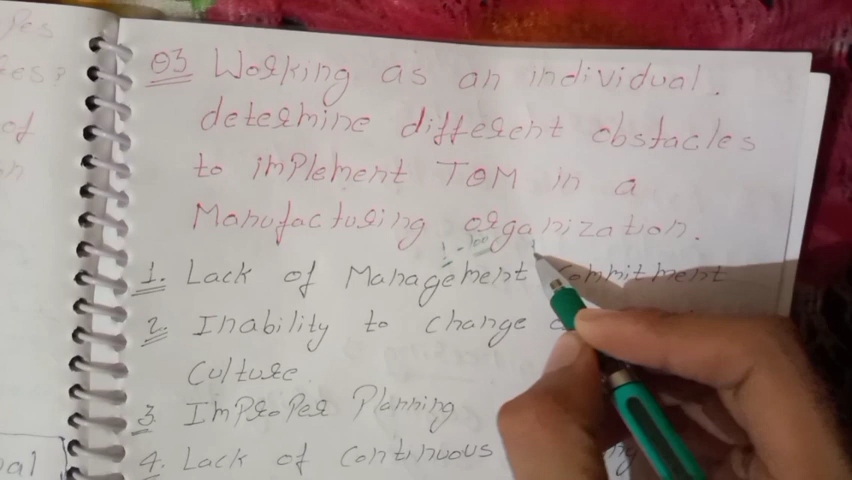 Q3 Working as an individual.
determine different obstacles
to implement TQM in a
Manufacturing organization.
1. Lack of Management Commitment
2. Inability to change
Culture
3 Improper Planning
4. Lack of Continuous
of